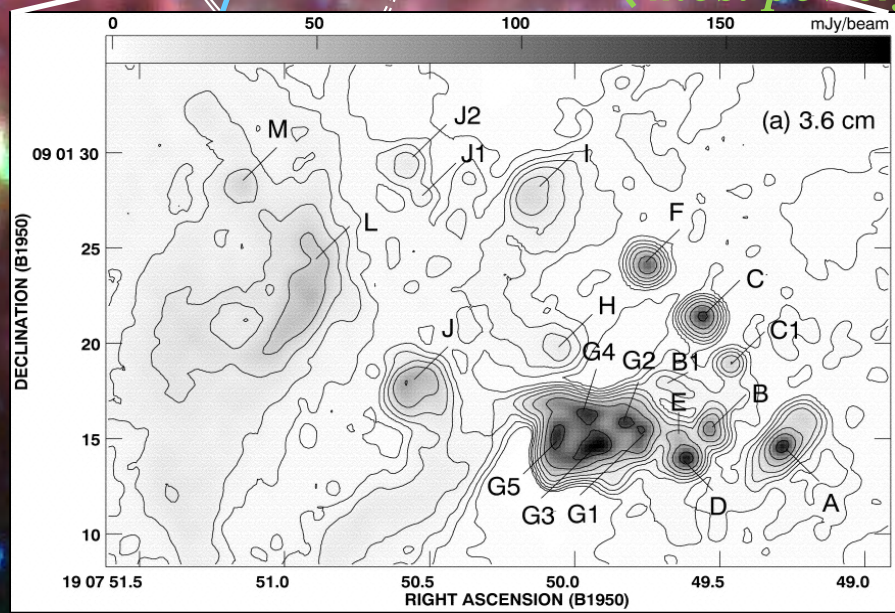 0 50 100 150 mJy/beam
(a) 3.6 cm
J2
M
J1
I
09 01 30
F
L
25
C
H
C1
20
J
G4
G2
B1
B
E
15
G5
D
A
G3 G1
10
DECLINATION (B1950)
19 07 51.5 51.0 50.5 50.0 49.5 49.0
RIGHT ASCENSION (B1950)